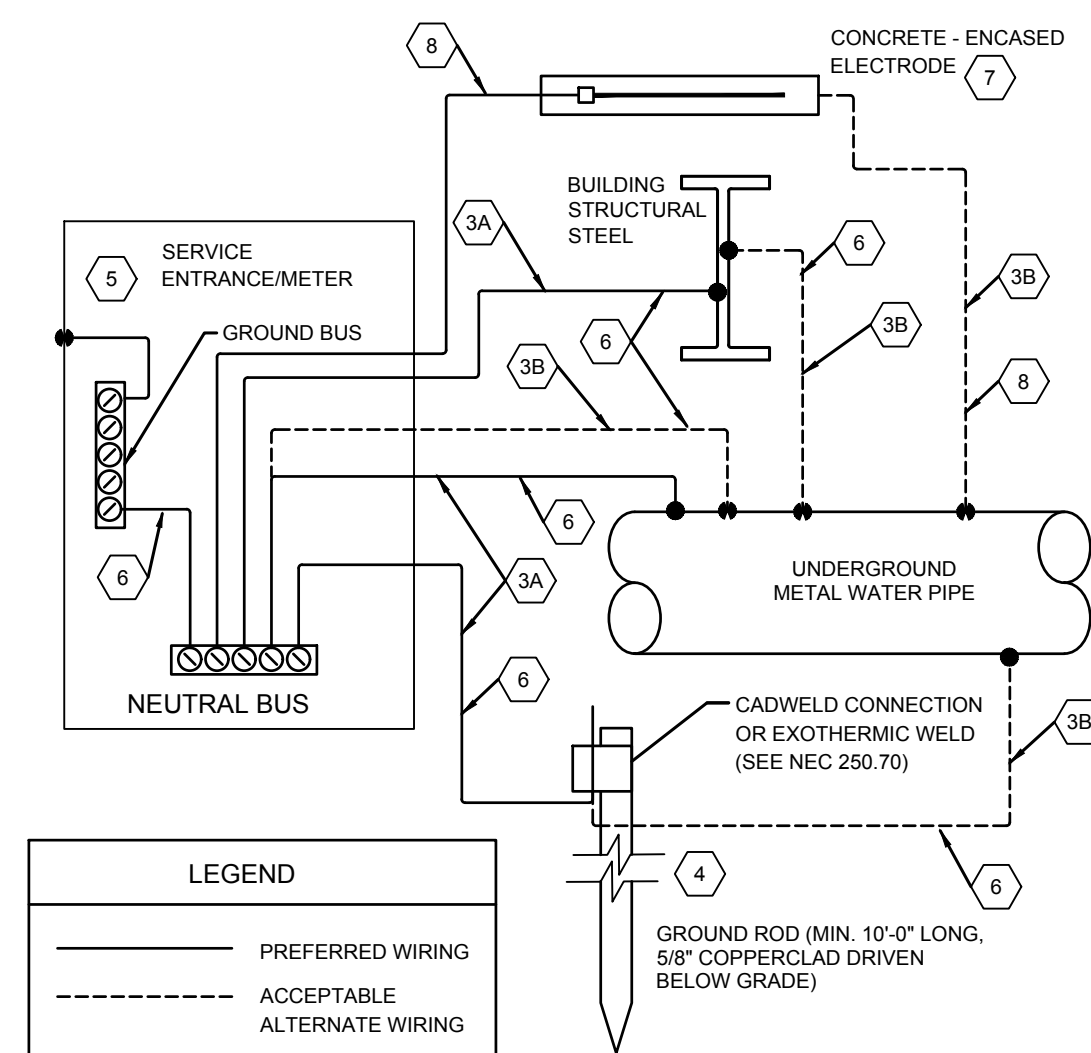 8
CONCRETE - ENCASED
ELECTRODE
7
BUILDING
STRUCTURAL
STEEL
3A
6
5
SERVICE
ENTRANCE/METER
3B
GROUND BUS
6
3B
3B
8
6
6
3A
UNDERGROUND
METAL WATER PIPE
NEUTRAL BUS
6
CADWELD CONNECTION
OR EXOTHERMIC WELD
(SEE NEC 250.70)
3B
LEGEND
4
6
PREFERRED WIRING
ACCEPTABLE
ALTERNATE WIRING
GROUND ROD (MIN. 10'-0" LONG,
5/8" COPPERCLAD DRIVEN
BELOW GRADE)